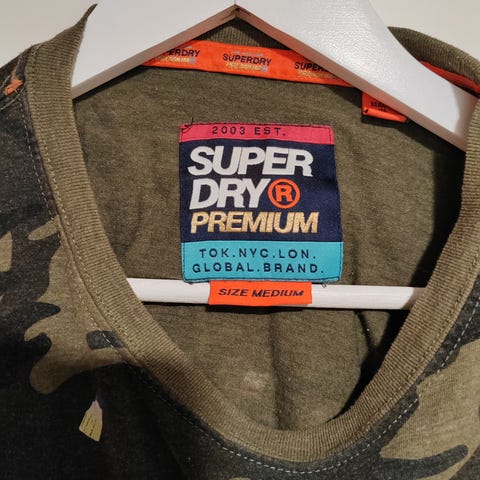 SUPERDRY
SUPERDRY
SUPERDRY
2003 EST.
SUPER
DRY®
PREMIUM
TOK.NYC.LON.
GLOBAL.BRAND.
SIZE MEDIUM